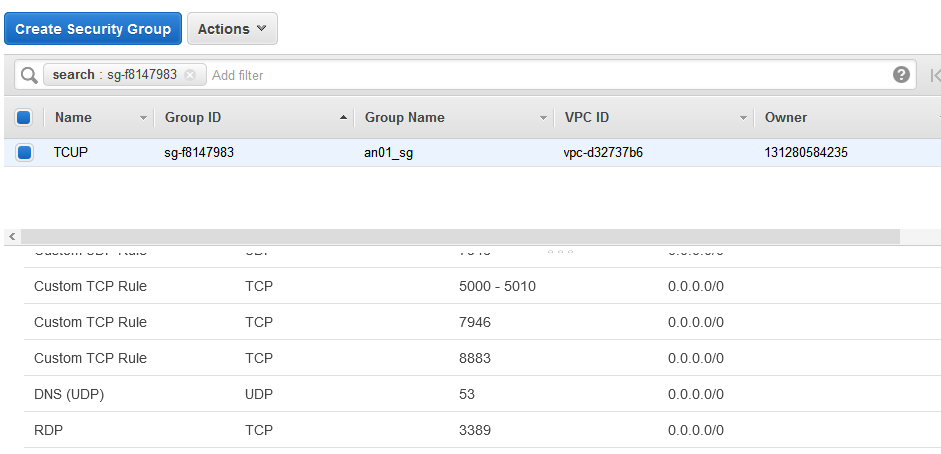 Create Security Group Actions
search : sg-f8147983 Add filter
Name Group ID Group Name VPC ID Owner
TCUP sg-f8147983 an01_sg vpc-d32737b6 131280584235
Custom UDP Rule UDP 0.0.0.0/0
Custom TCP Rule TCP 5000 - 5010 0.0.0.0/0
Custom TCP Rule TCP 7946 0.0.0.0/0
Custom TCP Rule TCP 8883 0.0.0.0/0
DNS (UDP) UDP 53 0.0.0.0/0
RDP TCP 3389 0.0.0.0/0